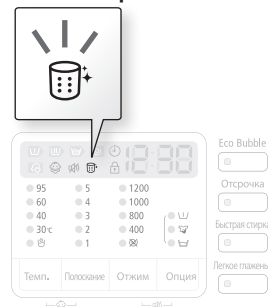 12:30
Eco Bubble
95 5 1200
60 4 1000
40 3 800
30°c 2 400
1
Отсрочка
Быстрая стирка
Легкое глаженье
Темп. Полоскание Отжим Опция